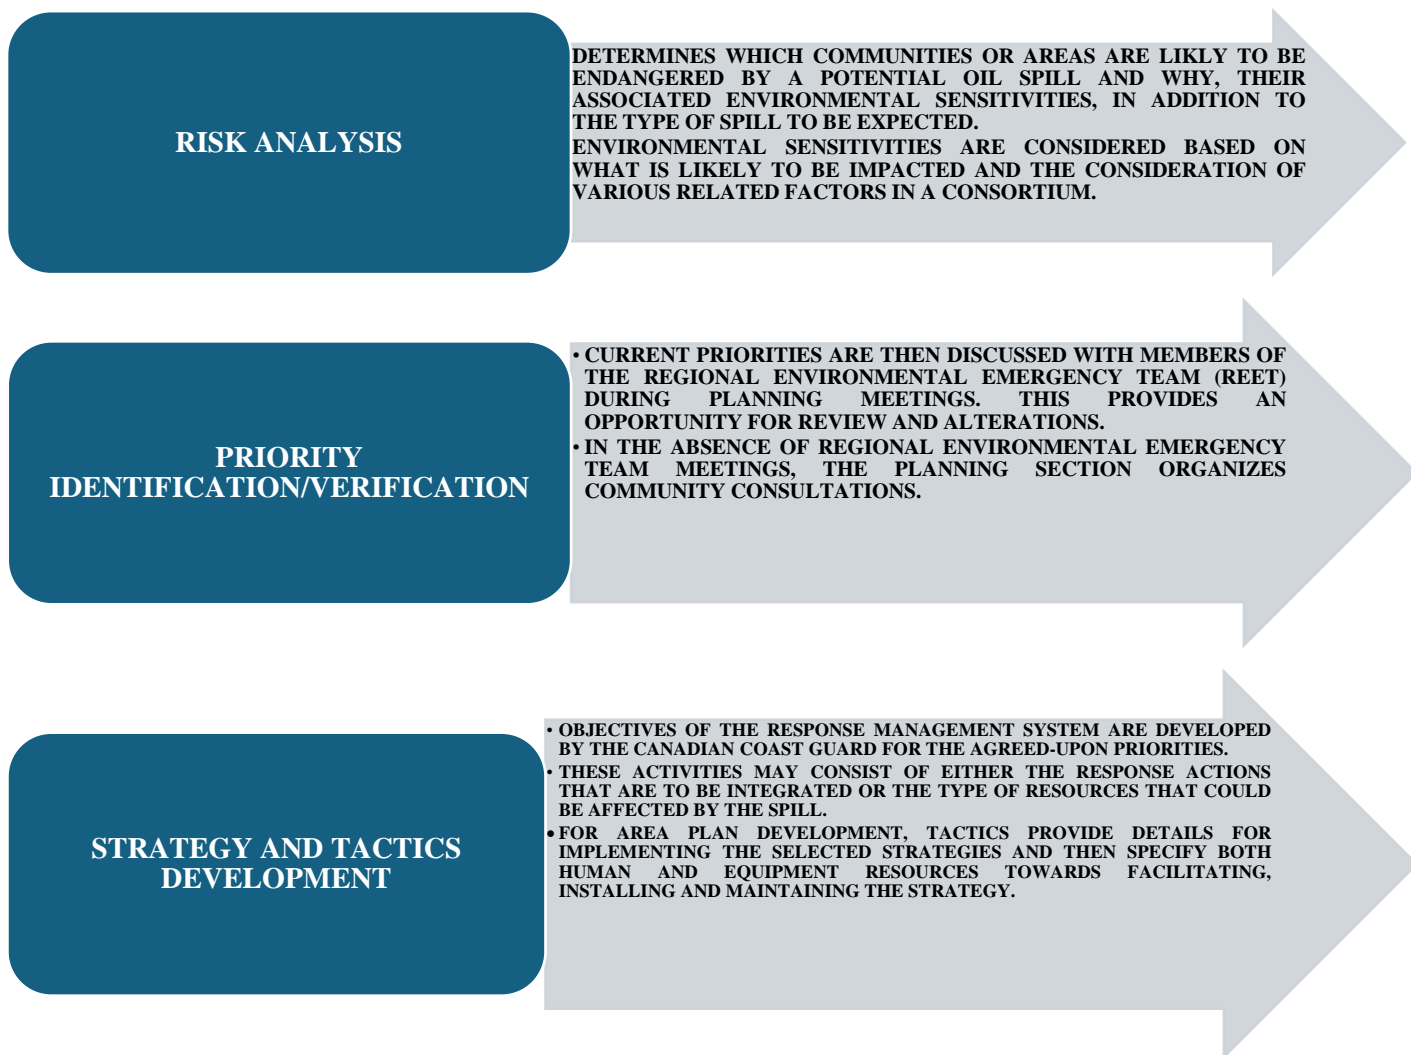 RISK ANALYSIS
DETERMINES WHICH COMMUNITIES OR AREAS ARE LIKLY TO BE
ENDANGERED BY A POTENTIAL OIL SPILL AND WHY, THEIR
ASSOCIATED ENVIRONMENTAL SENSITIVITIES, IN ADDITION TO
THE TYPE OF SPILL TO BE EXPECTED.
ENVIRONMENTAL SENSITIVITIES ARE CONSIDERED BASED ON
WHAT IS LIKELY TO BE IMPACTED AND THE CONSIDERATION OF
VARIOUS RELATED FACTORS IN A CONSORTIUM.
PRIORITY
IDENTIFICATION/VERIFICATION
• CURRENT PRIORITIES ARE THEN DISCUSSED WITH MEMBERS OF
THE REGIONAL ENVIRONMENTAL EMERGENCY TEAM (REET)
DURING PLANNING MEETINGS. THIS PROVIDES AN
OPPORTUNITY FOR REVIEW AND ALTERATIONS.
• IN THE ABSENCE OF REGIONAL ENVIRONMENTAL EMERGENCY
TEAM MEETINGS, THE PLANNING SECTION ORGANIZES
COMMUNITY CONSULTATIONS.
STRATEGY AND TACTICS
DEVELOPMENT
• OBJECTIVES OF THE RESPONSE MANAGEMENT SYSTEM ARE DEVELOPED
BY THE CANADIAN COAST GUARD FOR THE AGREED-UPON PRIORITIES.
• THESE ACTIVITIES MAY CONSIST OF EITHER THE RESPONSE ACTIONS
THAT ARE TO BE INTEGRATED OR THE TYPE OF RESOURCES THAT COULD
BE AFFECTED BY THE SPILL.
• FOR AREA PLAN DEVELOPMENT, TACTICS PROVIDE DETAILS FOR
IMPLEMENTING THE SELECTED STRATEGIES AND THEN SPECIFY BOTH
HUMAN AND EQUIPMENT RESOURCES TOWARDS FACILITATING,
INSTALLING AND MAINTAINING THE STRATEGY.